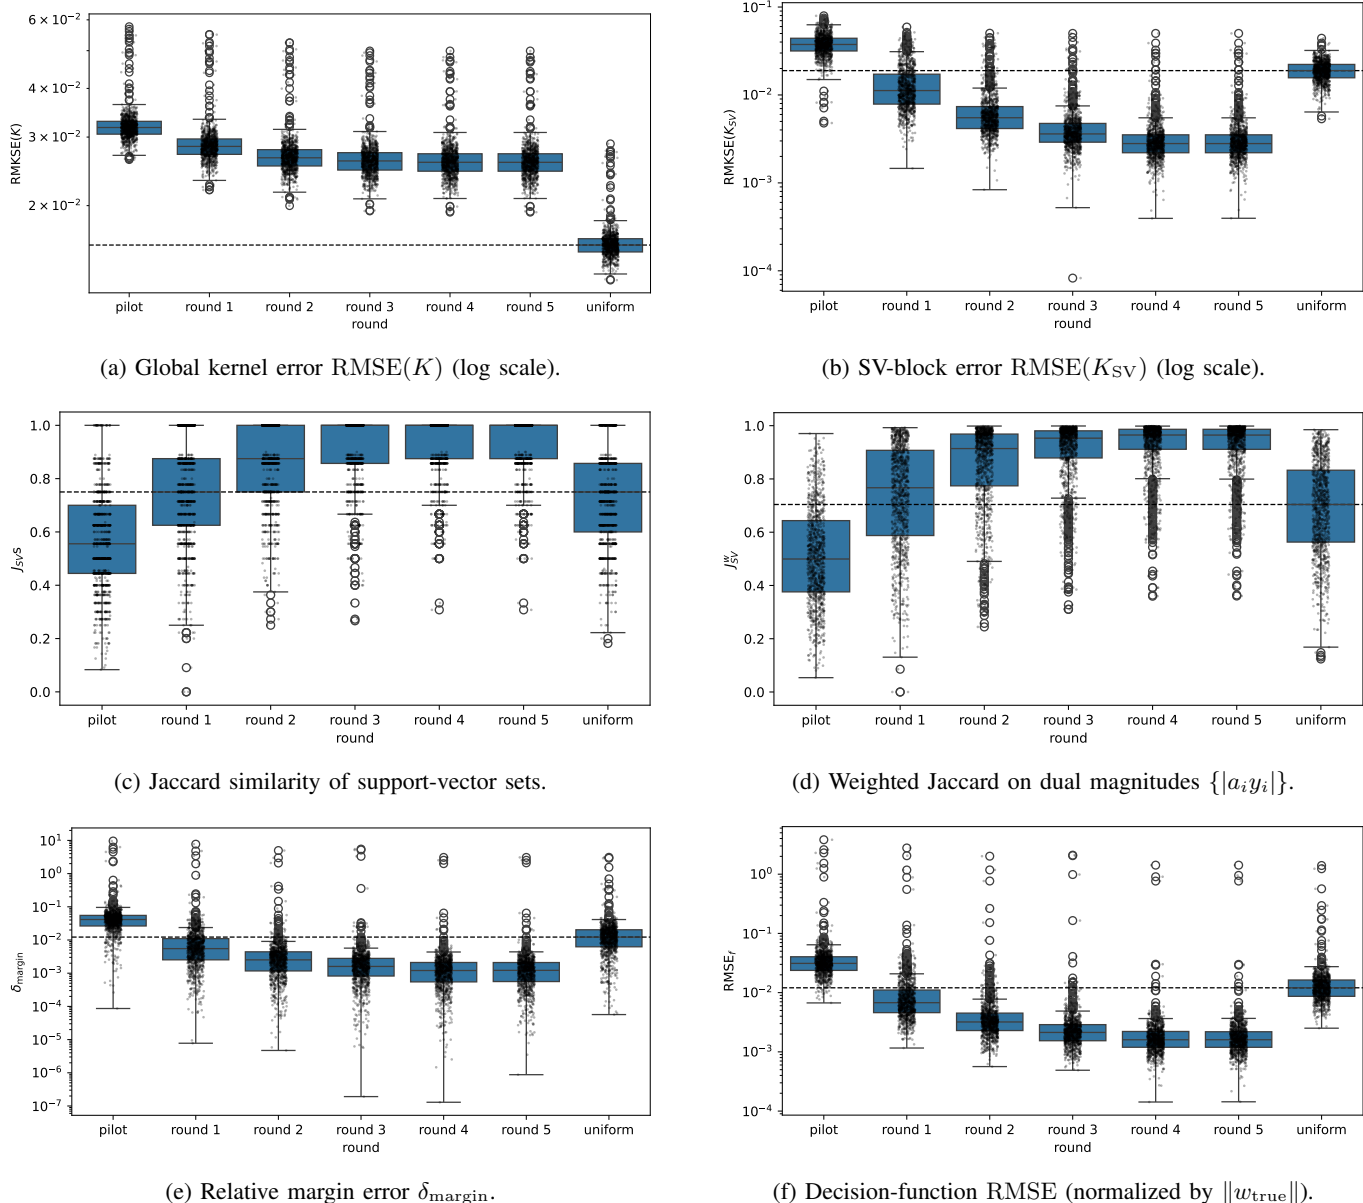 6 × 10⁻²
4 × 10⁻²
3 × 10⁻²
2 × 10⁻²
RMKSE(K)
pilot round 1 round 2 round 3 round 4 round 5 uniform
round
(a) Global kernel error RMSE(K) (log scale).
10⁻¹
10⁻²
10⁻³
10⁻⁴
RMKSE(K_SV)
pilot round 1 round 2 round 3 round 4 round 5 uniform
round
(b) SV-block error RMSE(K_SV) (log scale).
1.0
0.8
0.6
0.4
0.2
0.0
J_SVs
pilot round 1 round 2 round 3 round 4 round 5 uniform
round
(c) Jaccard similarity of support-vector sets.
1.0
0.8
0.6
0.4
0.2
0.0
J^w_SV
pilot round 1 round 2 round 3 round 4 round 5 uniform
round
(d) Weighted Jaccard on dual magnitudes {|a_i y_i|}.
10¹
10⁰
10⁻¹
10⁻²
10⁻³
10⁻⁴
10⁻⁵
10⁻⁶
10⁻⁷
δ_margin
pilot round 1 round 2 round 3 round 4 round 5 uniform
round
(e) Relative margin error δ_margin.
10⁰
10⁻¹
10⁻²
10⁻³
10⁻⁴
RMSE_f
pilot round 1 round 2 round 3 round 4 round 5 uniform
round
(f) Decision-function RMSE (normalized by ∥w_true∥).